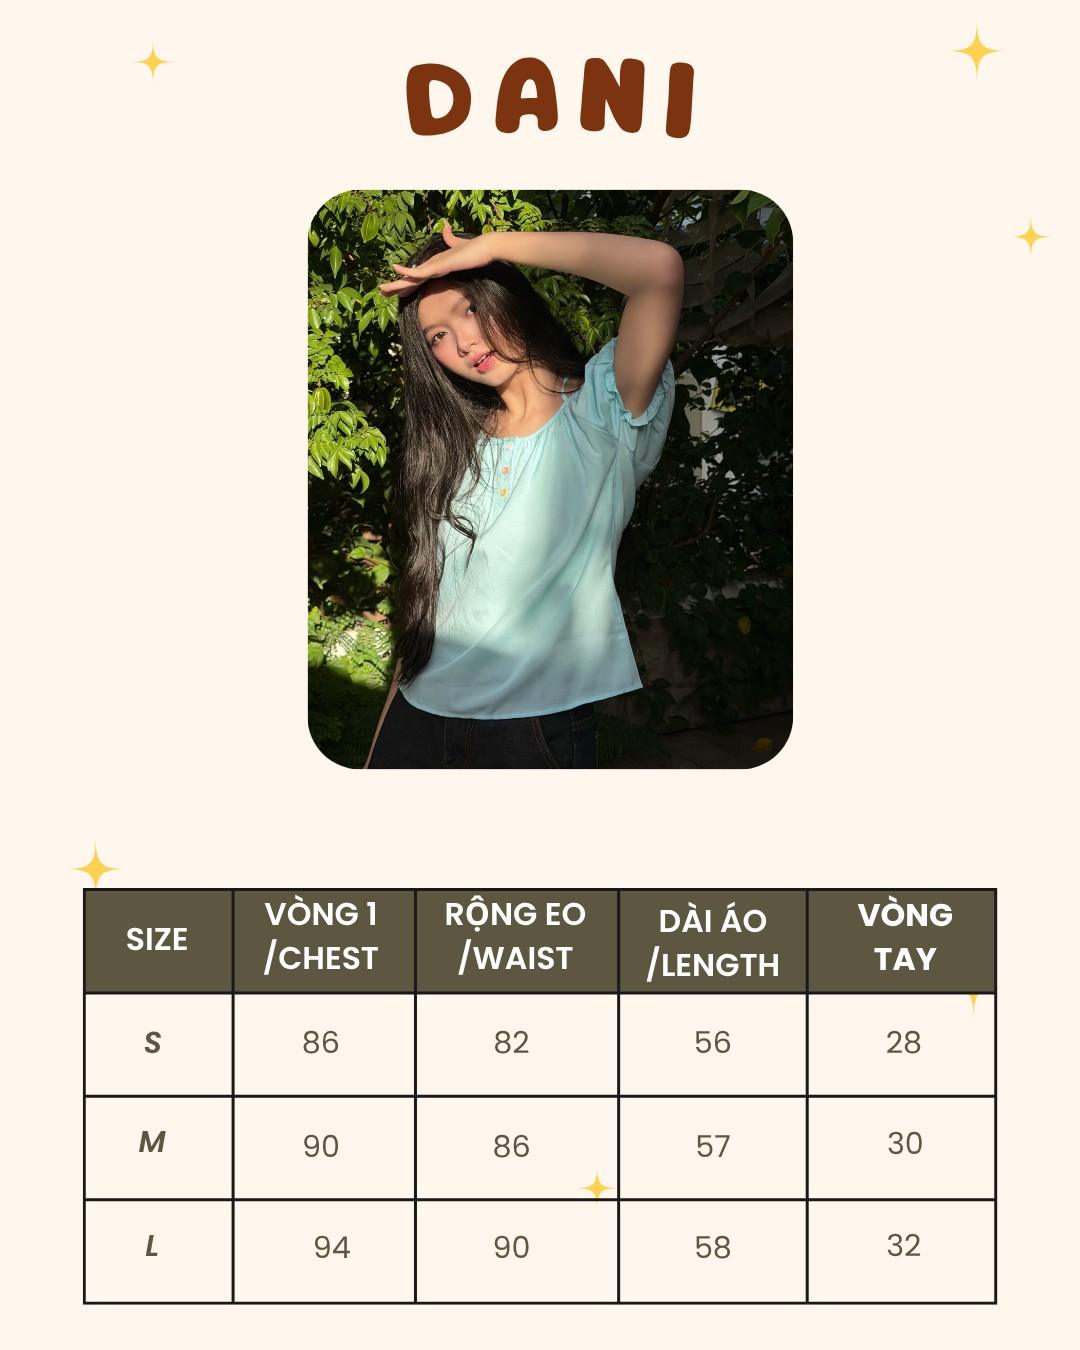 DANI
SIZE
VÒNG 1
/CHEST
RỘNG EO
/WAIST
DÀI ÁO
/LENGTH
VÒNG
TAY
S 86 82 56 28
M 90 86 57 30
L 94 90 58 32